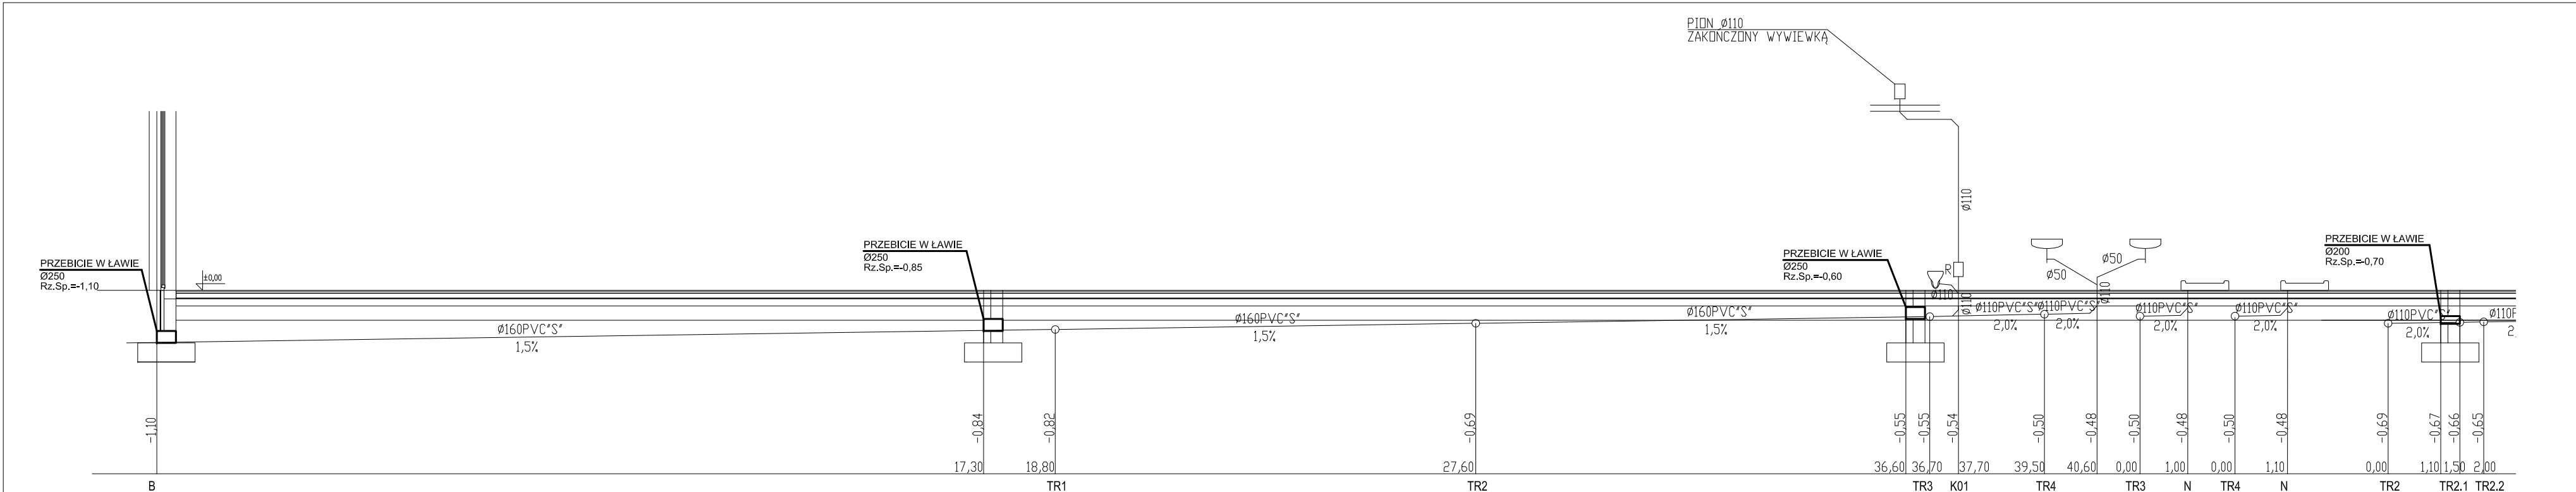 PION Ø110
ZAKOŃCZONY WYWIEWKĄ
PRZEBICIE W ŁAWIE
Ø250
Rz.Sp.=-1,10
±0,00
PRZEBICIE W ŁAWIE
Ø250
Rz.Sp.=-0,85
PRZEBICIE W ŁAWIE
Ø250
Rz.Sp.=-0,60
PRZEBICIE W ŁAWIE
Ø200
Rz.Sp.=-0,70
Ø160PVC"S"
1,5%
Ø160PVC"S"
1,5%
Ø160PVC"S"
1,5%
Ø110
R
Ø110
Ø110
Ø50
Ø50
Ø110
Ø110PVC"S"
2,0%
Ø110PVC"S"
2,0%
Ø110PVC"S"
2,0%
Ø110PVC"S"
2,0%
Ø110PVC"S"
2,0%
-1,10
-0,84
-0,82
-0,69
-0,55
-0,55
-0,54
-0,50
-0,48
-0,50
-0,48
-0,50
-0,48
-0,69
-0,67
-0,66
-0,65
17,30 18,80 27,60 36,60 36,70 37,70 39,50 40,60 0,00 1,00 0,00 1,10 0,00 1,10 1,50 2,00
B TR1 TR2 TR3 K01 TR4 TR3 N TR4 N TR2 TR2.1 TR2.2